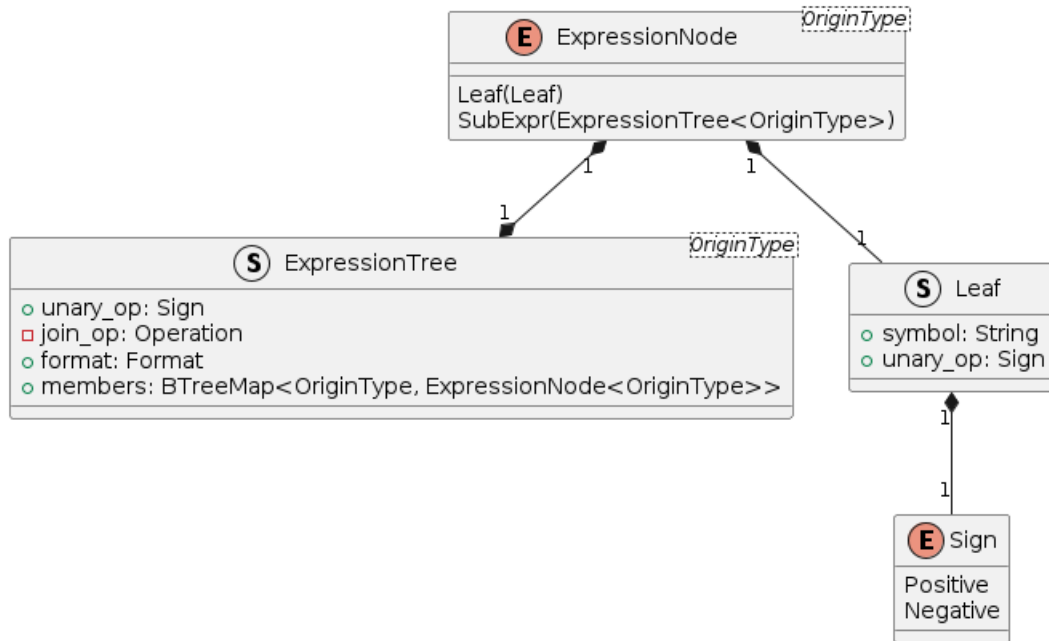 OriginType
E ExpressionNode
Leaf(Leaf)
SubExpr(ExpressionTree<OriginType>)
1
1
1
1
OriginType
S ExpressionTree
unary_op: Sign
join_op: Operation
format: Format
members: BTreeMap<OriginType, ExpressionNode<OriginType>>
S Leaf
symbol: String
unary_op: Sign
1
1
E Sign
Positive
Negative